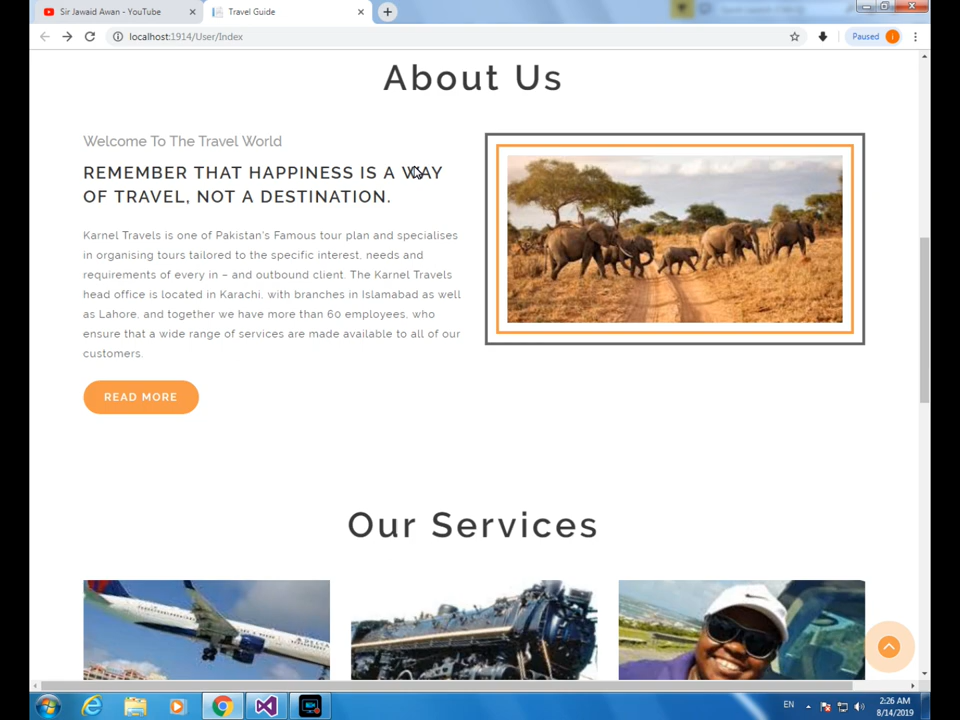 Sir Jawaid Awan - YouTube
Travel Guide
localhost:1914/User/Index
Paused
i
About Us
Welcome To The Travel World
REMEMBER THAT HAPPINESS IS A WAY
OF TRAVEL, NOT A DESTINATION.
Karnel Travels is one of Pakistan's Famous tour plan and specialises
in organising tours tailored to the specific interest, needs and
requirements of every in – and outbound client. The Karnel Travels
head office is located in Karachi, with branches in Islamabad as well
as Lahore, and together we have more than 60 employees, who
ensure that a wide range of services are made available to all of our
customers.
READ MORE
Our Services
DELTA
EN
2:26 AM
8/14/2019